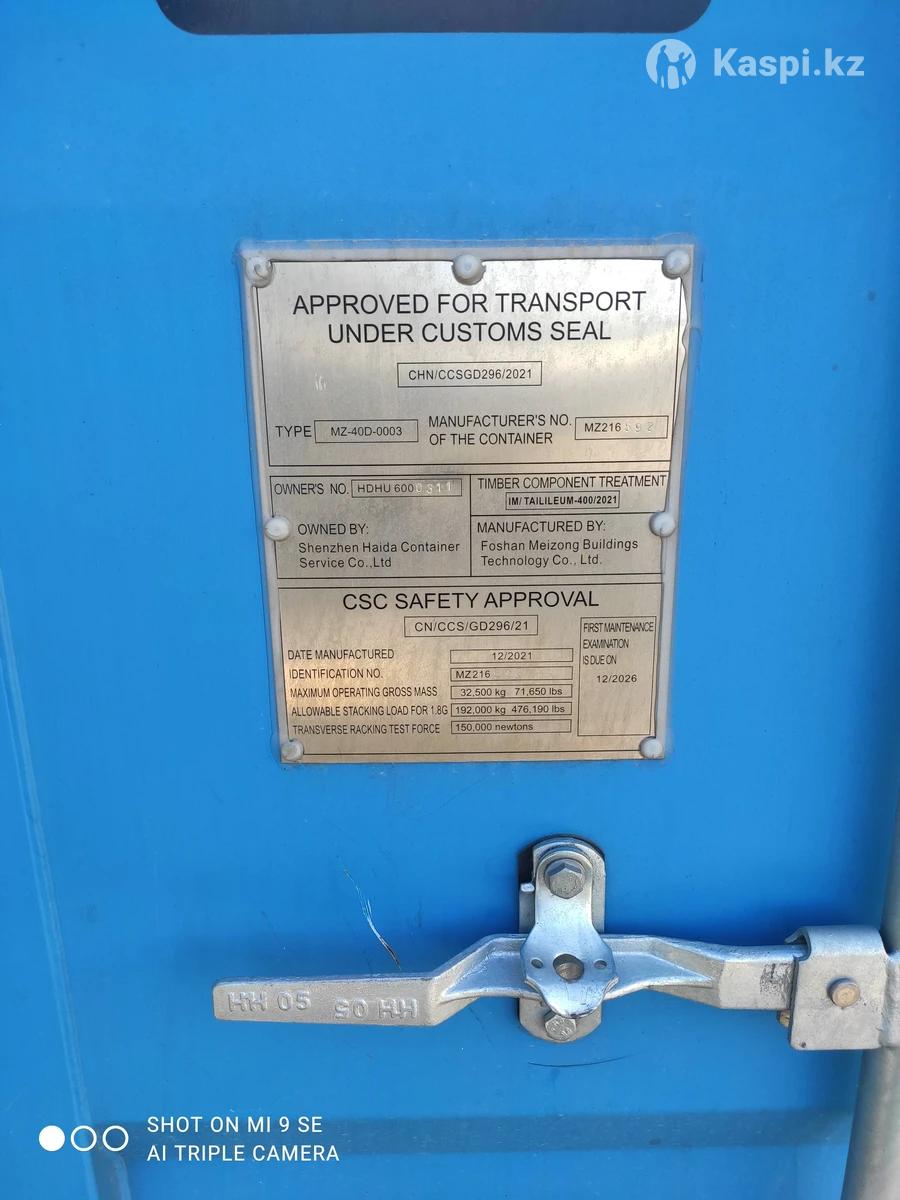 Kaspi.kz
APPROVED FOR TRANSPORT
UNDER CUSTOMS SEAL
CHN/CCSGD296/2021
TYPE MZ-40D-0003
MANUFACTURER'S NO. OF THE CONTAINER MZ216592
OWNER'S NO. HDHU 6000311
TIMBER COMPONENT TREATMENT
IM/TAILILEUM-400/2021
OWNED BY:
Shenzhen Haida Container
Service Co.,Ltd
MANUFACTURED BY:
Foshan Meizong Buildings
Technology Co., Ltd.
CSC SAFETY APPROVAL
CN/CCS/GD296/21
DATE MANUFACTURED 12/2021
IDENTIFICATION NO. MZ216
MAXIMUM OPERATING GROSS MASS 32,500 kg 71,650 lbs
ALLOWABLE STACKING LOAD FOR 1.8G 192,000 kg 476,190 lbs
TRANSVERSE RACKING TEST FORCE 150,000 newtons
FIRST MAINTENANCE
EXAMINATION
IS DUE ON
12/2026
HH 05 HH 05
SHOT ON MI 9 SE
AI TRIPLE CAMERA